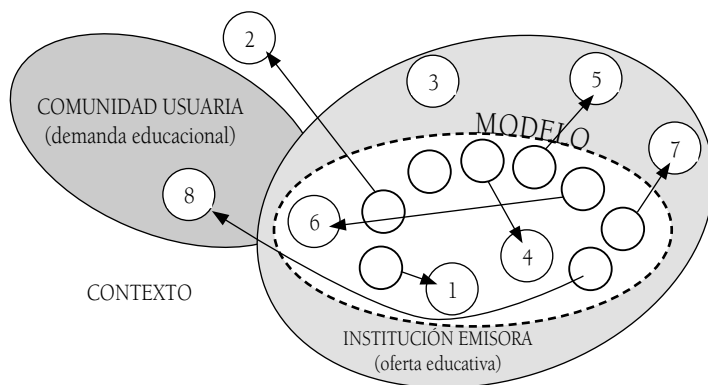 2
3
5
COMUNIDAD USUARIA
(demanda educacional)
MODELO
7
8
6
4
CONTEXTO
1
INSTITUCIÓN EMISORA
(oferta educativa)